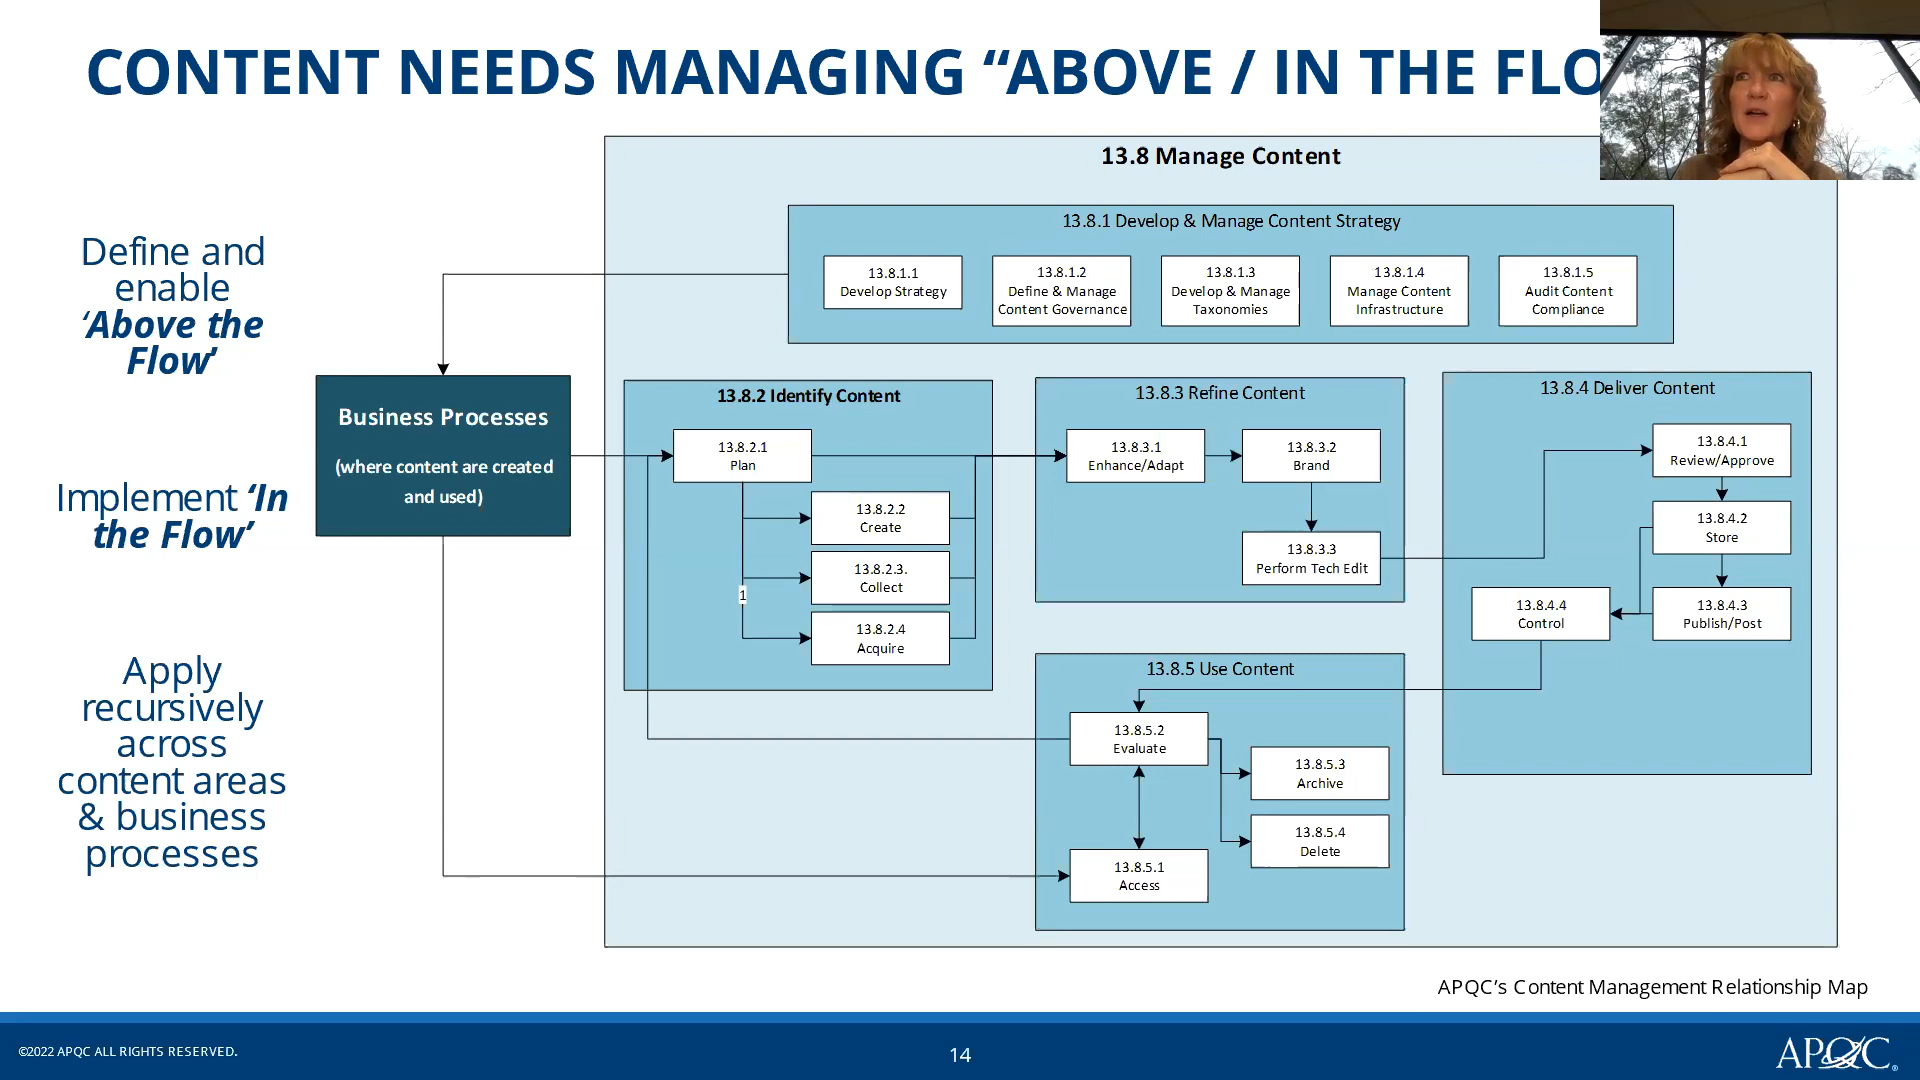 CONTENT NEEDS MANAGING “ABOVE / IN THE FLO
13.8 Manage Content
13.8.1 Develop & Manage Content Strategy
13.8.1.1
Develop Strategy
13.8.1.2
Define & Manage
Content Governance
13.8.1.3
Develop & Manage
Taxonomies
13.8.1.4
Manage Content
Infrastructure
13.8.1.5
Audit Content
Compliance
Define and
enable
‘Above the
Flow’
Implement ‘In
the Flow’
Apply
recursively
across
content areas
& business
processes
Business Processes
(where content are created
and used)
13.8.2 Identify Content
13.8.2.1
Plan
13.8.2.2
Create
13.8.2.3.
Collect
1
13.8.2.4
Acquire
13.8.3 Refine Content
13.8.3.1
Enhance/Adapt
13.8.3.2
Brand
13.8.3.3
Perform Tech Edit
13.8.4 Deliver Content
13.8.4.1
Review/Approve
13.8.4.2
Store
13.8.4.3
Publish/Post
13.8.4.4
Control
13.8.5 Use Content
13.8.5.2
Evaluate
13.8.5.3
Archive
13.8.5.4
Delete
13.8.5.1
Access
APQC’s Content Management Relationship Map
©2022 APQC ALL RIGHTS RESERVED.
14
APQC®